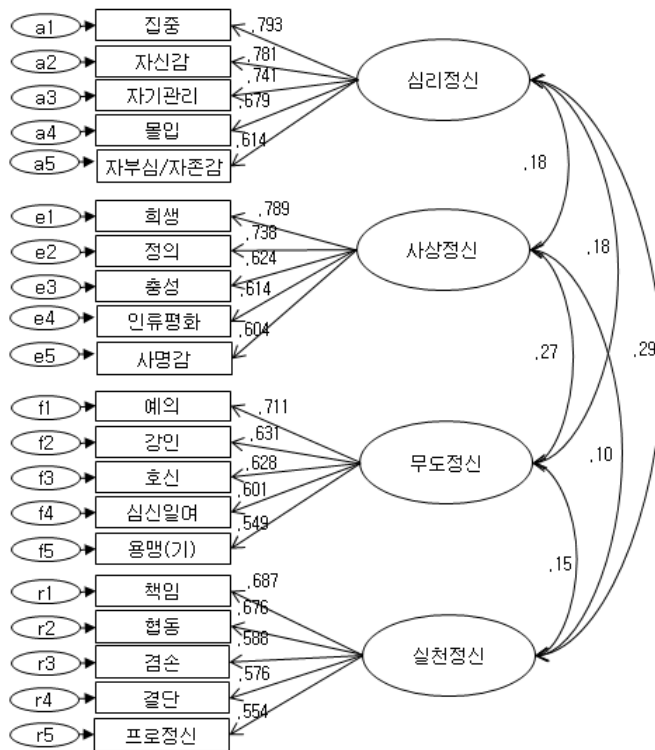 a1 집중 .793
a2 자신감 .781
a3 자기관리 .741
a4 몰입 .679
a5 자부심/자존감 .614
심리정신
.18
e1 희생 .789
e2 정의 .738
e3 충성 .624
e4 인류평화 .614
e5 사명감 .604
사상정신
.18
.27
.29
f1 예의 .711
f2 강인 .631
f3 호신 .628
f4 심신일여 .601
f5 용맹(기) .549
무도정신
.10
.15
r1 책임 .687
r2 협동 .676
r3 겸손 .588
r4 결단 .576
r5 프로정신 .554
실천정신